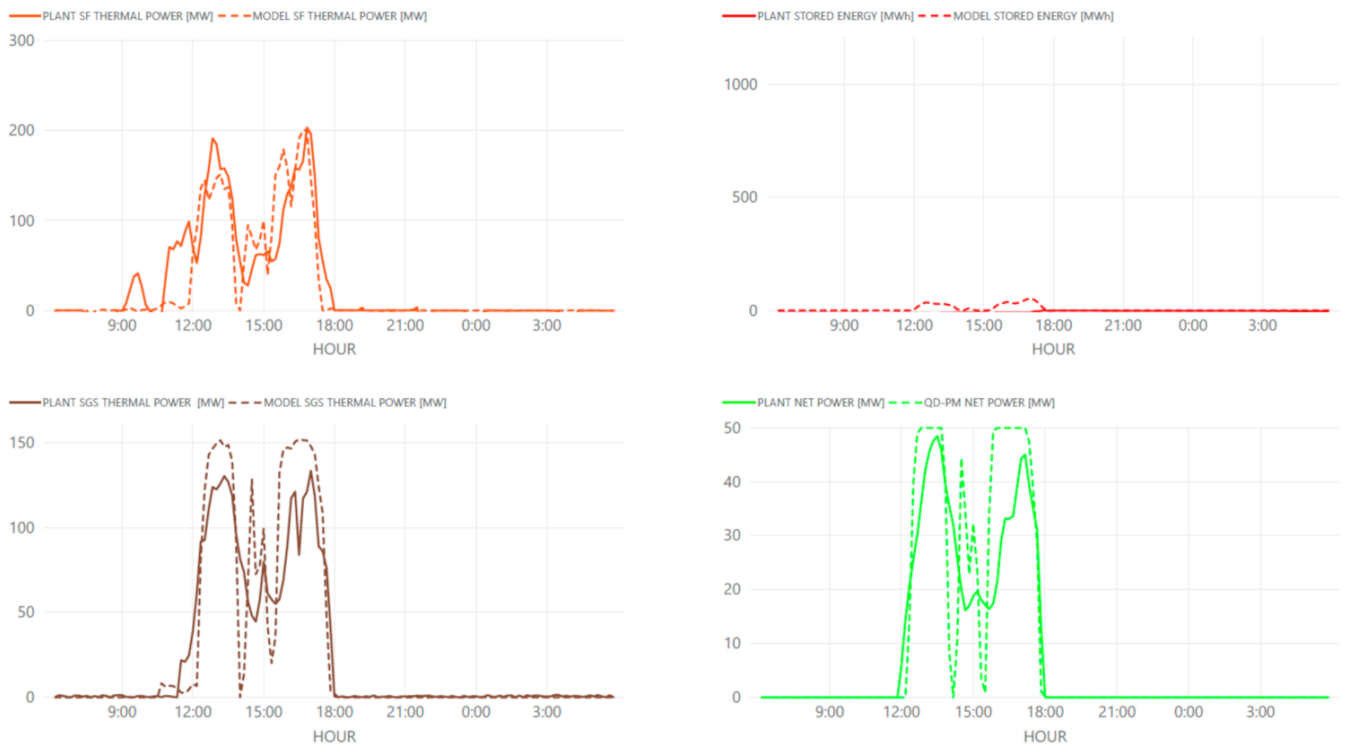 PLANT SF THERMAL POWER [MW] MODEL SF THERMAL POWER [MW]
300
200
100
0
9:00 12:00 15:00 18:00 21:00 0:00 3:00
HOUR
PLANT STORED ENERGY [MWh] MODEL STORED ENERGY [MWh]
1000
500
0
9:00 12:00 15:00 18:00 21:00 0:00 3:00
HOUR
PLANT SGS THERMAL POWER [MW] MODEL SGS THERMAL POWER [MW]
150
100
50
0
9:00 12:00 15:00 18:00 21:00 0:00 3:00
HOUR
PLANT NET POWER [MW] QD-PM NET POWER [MW]
50
40
30
20
10
0
9:00 12:00 15:00 18:00 21:00 0:00 3:00
HOUR